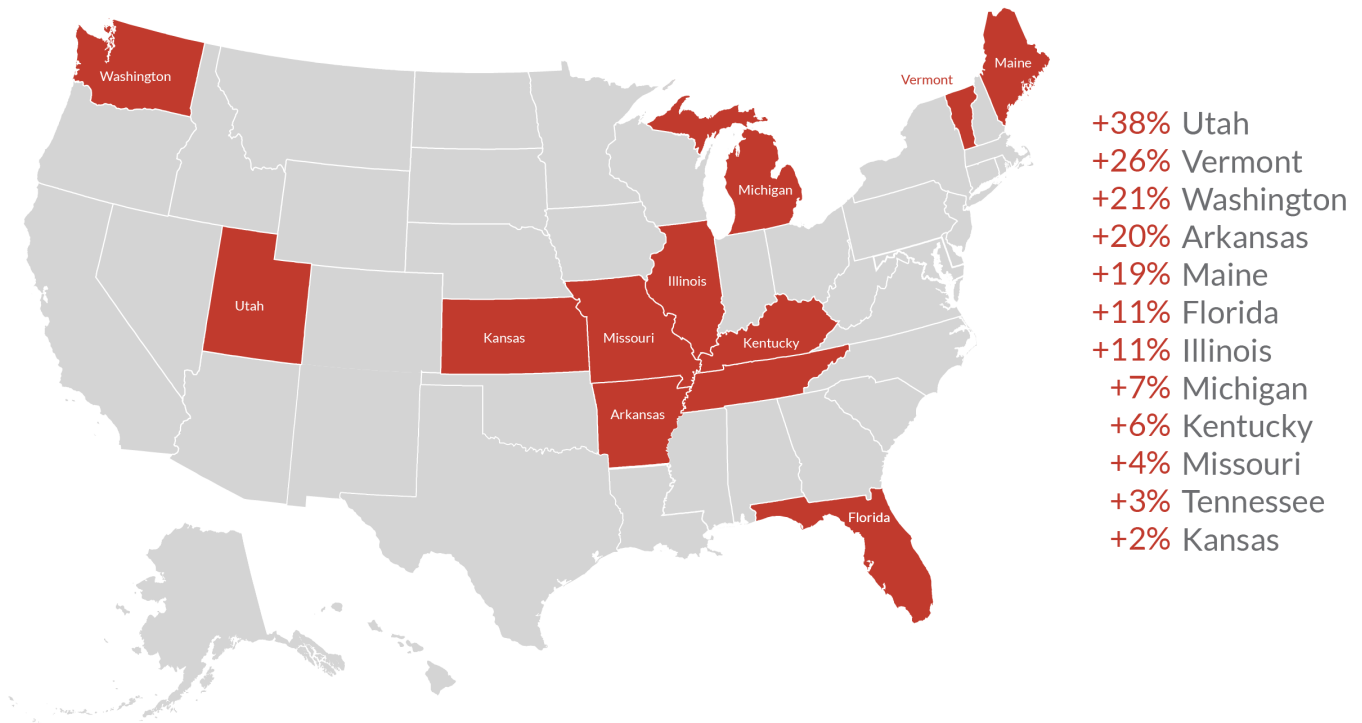 Washington
Maine
Vermont
Michigan
Illinois
Utah
Kansas
Missouri
Kentucky
Arkansas
Florida
+38% Utah
+26% Vermont
+21% Washington
+20% Arkansas
+19% Maine
+11% Florida
+11% Illinois
+7% Michigan
+6% Kentucky
+4% Missouri
+3% Tennessee
+2% Kansas